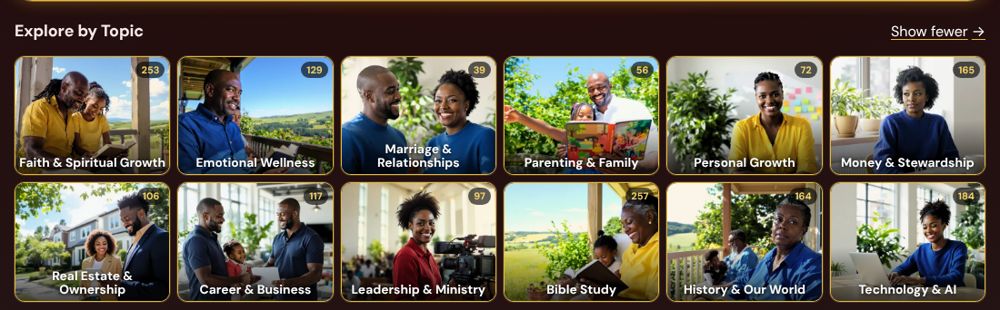 Explore by Topic
Show fewer →
253
Faith & Spiritual Growth
129
Emotional Wellness
39
Marriage &
Relationships
56
Parenting & Family
72
Personal Growth
165
Money & Stewardship
106
Real Estate &
Ownership
117
Career & Business
97
Leadership & Ministry
257
Bible Study
164
History & Our World
184
Technology & AI